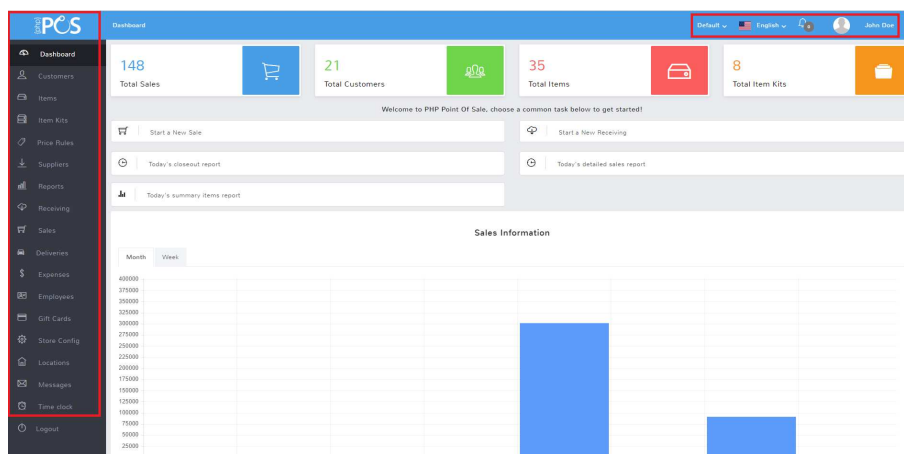 (php)
POS
Dashboard
Default
English
0
John Doe
Dashboard
Customers
Items
Item Kits
Price Rules
Suppliers
Reports
Receiving
Sales
Deliveries
Expenses
Employees
Gift Cards
Store Config
Locations
Messages
Time clock
Logout
148
Total Sales
21
Total Customers
35
Total Items
8
Total Item Kits
Welcome to PHP Point Of Sale, choose a common task below to get started!
Start a New Sale
Start a New Receiving
Today's closeout report
Today's detailed sales report
Today's summary items report
Sales Information
Month
Week
400000
375000
350000
325000
300000
275000
250000
225000
200000
175000
150000
125000
100000
75000
50000
25000